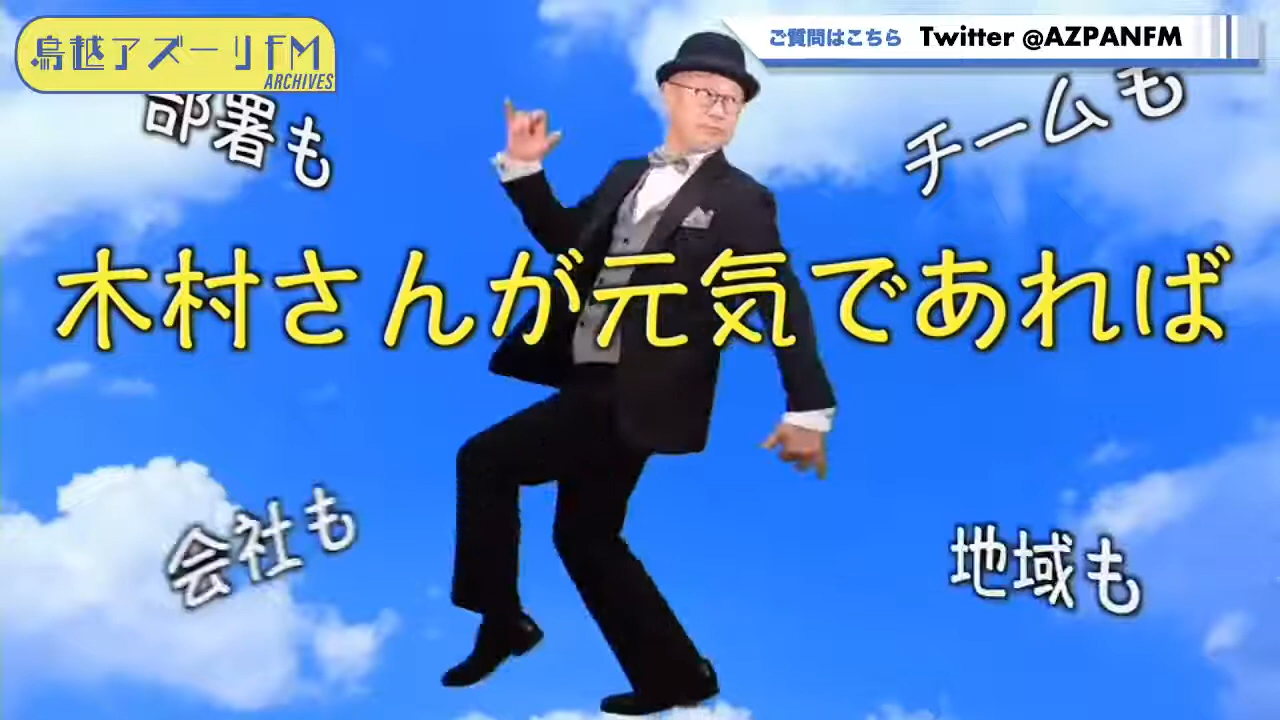 鳥越アズーリFM
ARCHIVES
ご質問はこちら Twitter @AZPANFM
部署も
チームも
木村さんが元気であれば
会社も
地域も